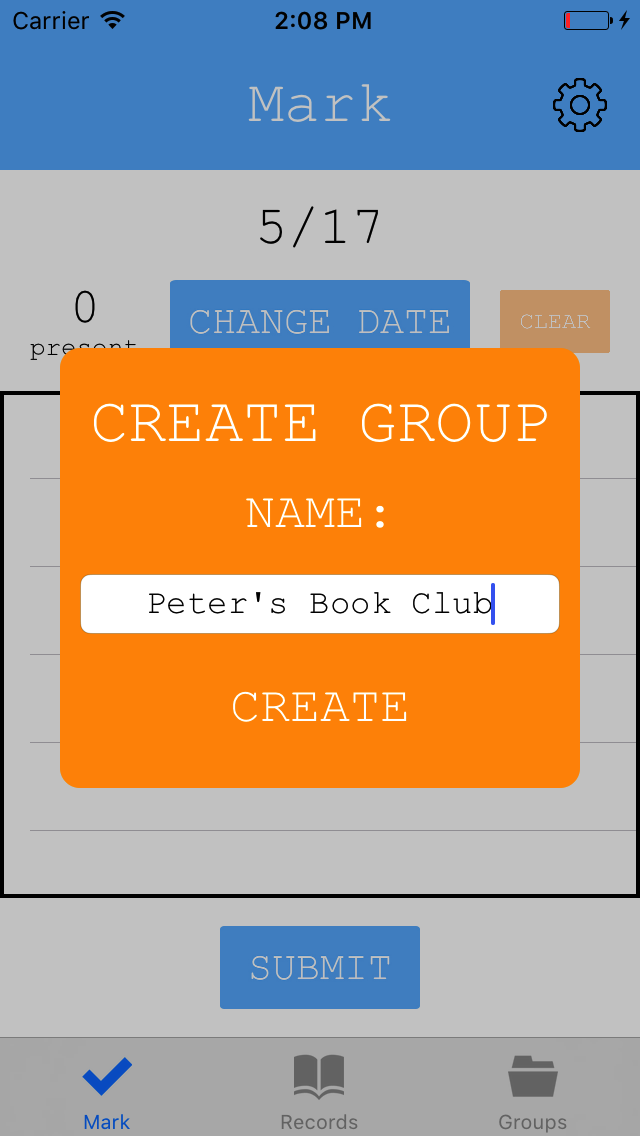 Carrier 2:08 PM
Mark
5/17
0
present
CHANGE DATE
CLEAR
CREATE GROUP
NAME:
Peter's Book Club
CREATE
SUBMIT
Mark Records Groups